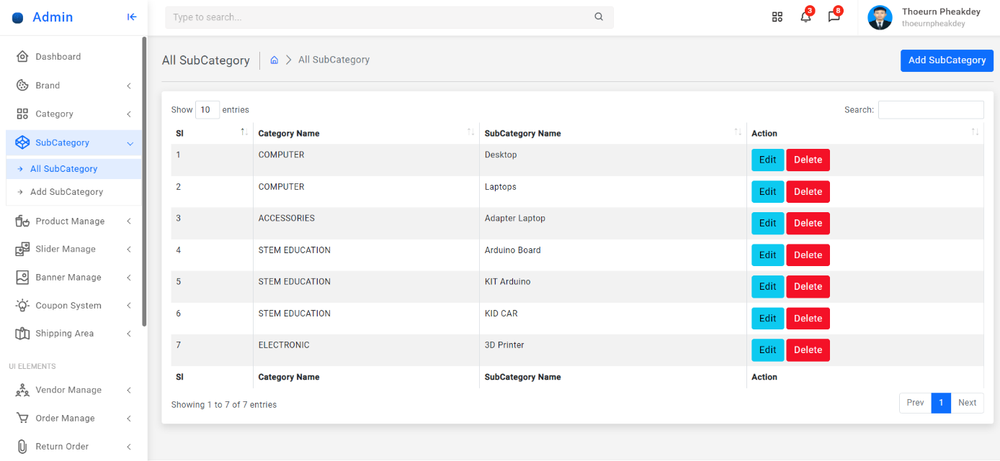 Admin
Type to search...
3
8
Thoeurn Pheakdey
thoeurnpheakdey
Dashboard
Brand
Category
SubCategory
All SubCategory
Add SubCategory
Product Manage
Slider Manage
Banner Manage
Coupon System
Shipping Area
UI ELEMENTS
Vendor Manage
Order Manage
Return Order
All SubCategory
All SubCategory
Add SubCategory
Show 10 entries
Search:
Sl Category Name SubCategory Name Action
1 COMPUTER Desktop Edit Delete
2 COMPUTER Laptops Edit Delete
3 ACCESSORIES Adapter Laptop Edit Delete
4 STEM EDUCATION Arduino Board Edit Delete
5 STEM EDUCATION KIT Arduino Edit Delete
6 STEM EDUCATION KID CAR Edit Delete
7 ELECTRONIC 3D Printer Edit Delete
Sl Category Name SubCategory Name Action
Showing 1 to 7 of 7 entries
Prev 1 Next